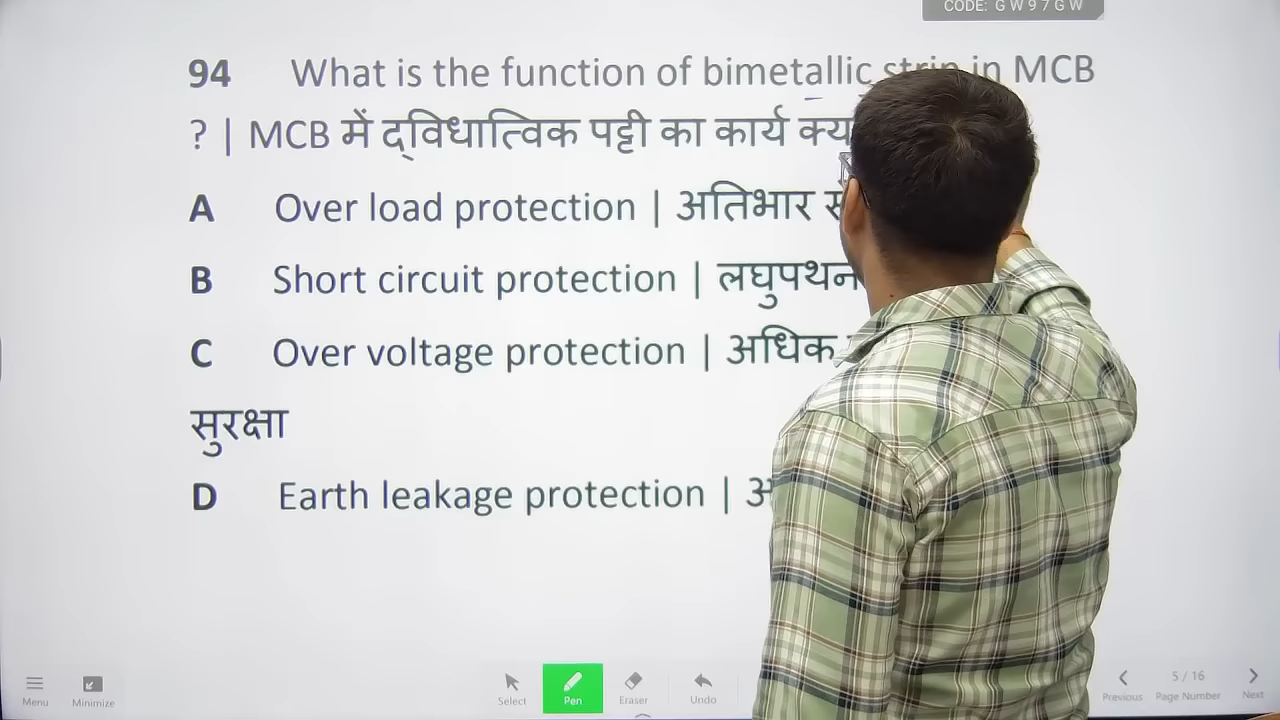 CODE: GW97GW
94 What is the function of bimetallic strip in MCB
? | MCB में द्विधात्विक पट्टी का कार्य
A Over load protection | अतिभार
B Short circuit protection | लघुपथन
C Over voltage protection | अधिक
सुरक्षा
D Earth leakage protection |
Menu Minimize Select Pen Eraser Undo Previous 5 / 16 Page Number Next